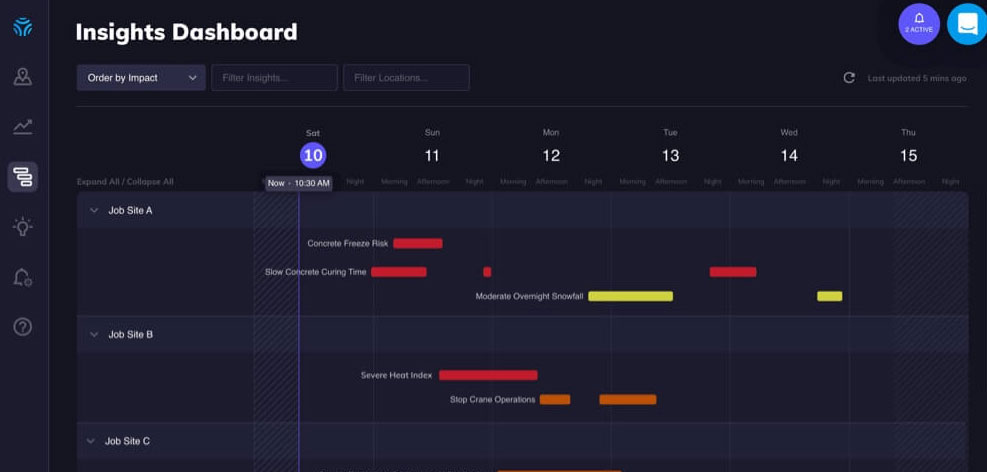 Insights Dashboard
2 ACTIVE
Order by Impact
Filter Insights...
Filter Locations...
Last updated 5 mins ago
Sat Sun Mon Tue Wed Thu
10 11 12 13 14 15
Expand All / Collapse All
Night Morning Afternoon Night Morning Afternoon Night Morning Afternoon Night Morning Afternoon Night Morning Afternoon Night
Now - 10:30 AM
Job Site A
Concrete Freeze Risk
Slow Concrete Curing Time
Moderate Overnight Snowfall
Job Site B
Severe Heat Index
Stop Crane Operations
Job Site C